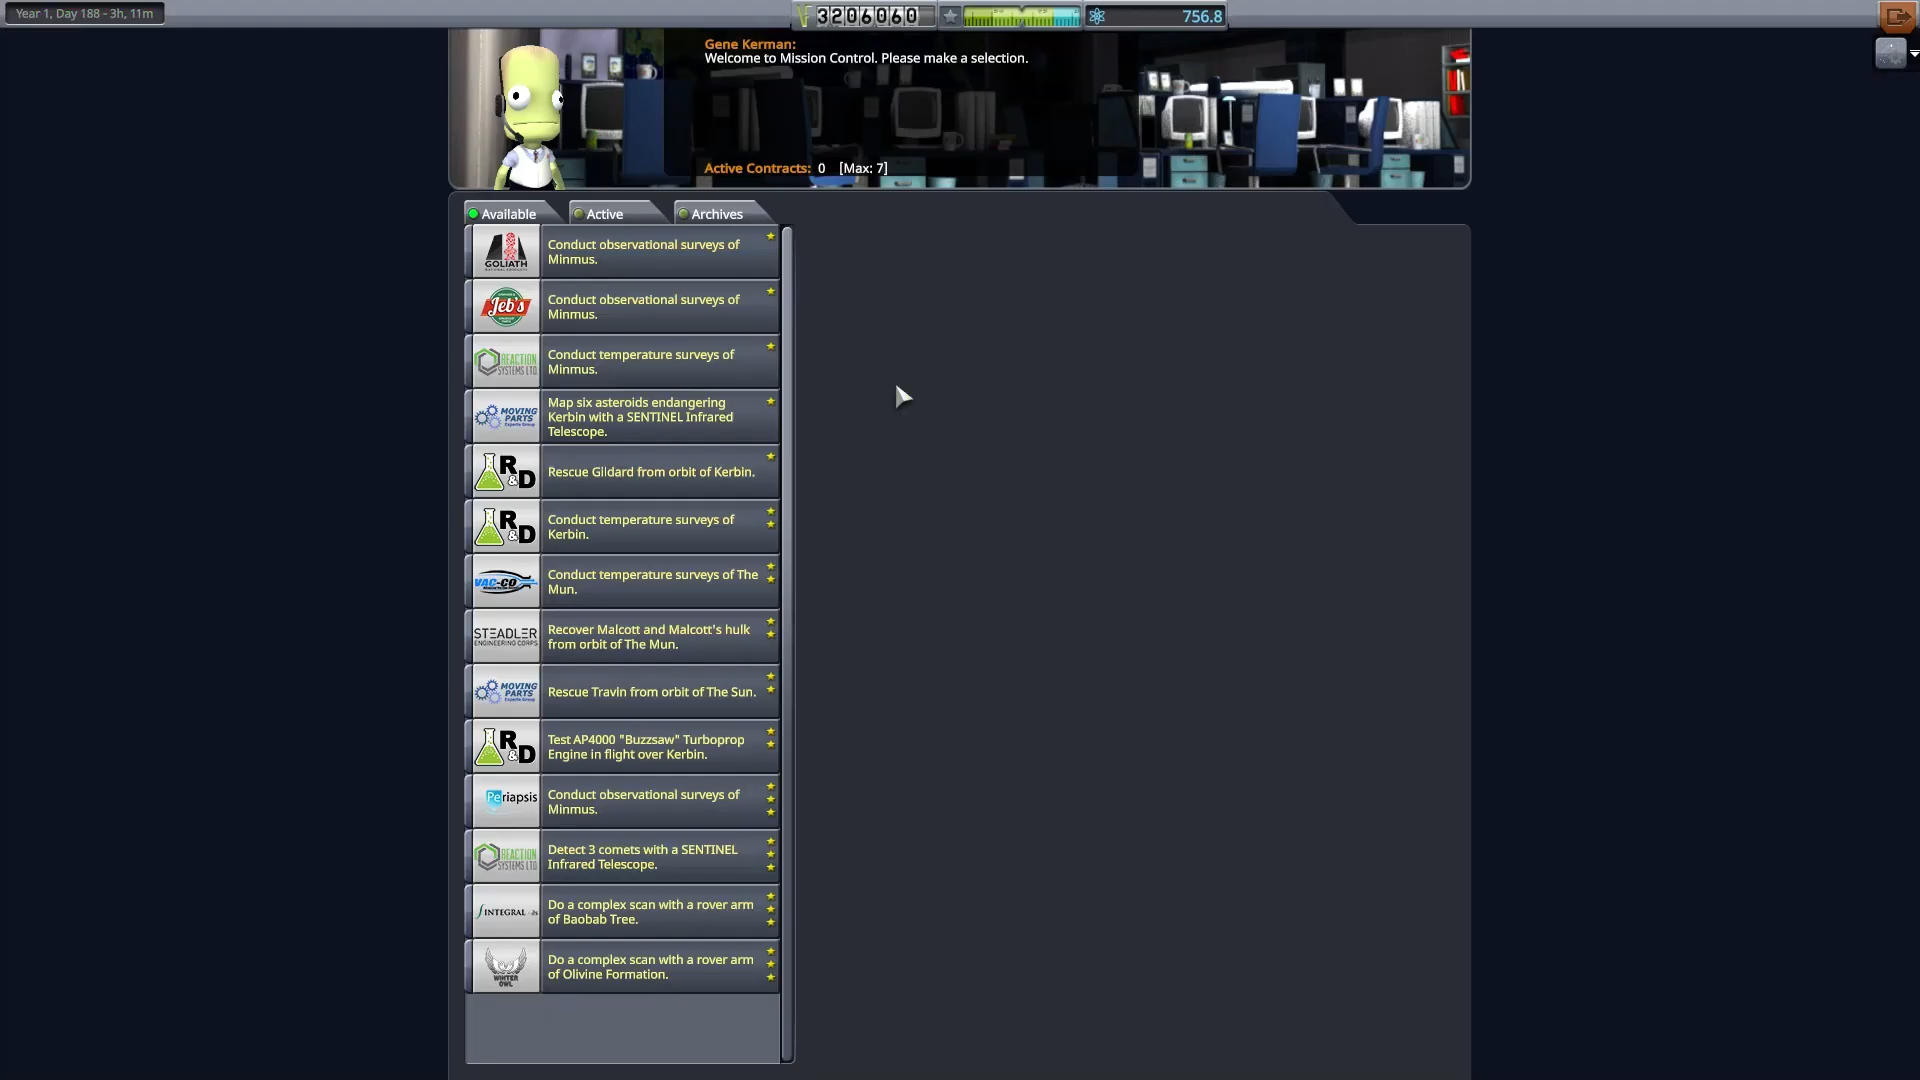 Year 1, Day 188 - 3h, 11m
3206060
756.8
Gene Kerman:
Welcome to Mission Control. Please make a selection.
Active Contracts: 0 [Max: 7]
Available
Active
Archives
GOLIATH
NATIONAL PRODUCTS
Conduct observational surveys of
Minmus.
Jeb's
Conduct observational surveys of
Minmus.
REACTION
SYSTEMS LTD
Conduct temperature surveys of
Minmus.
MOVING
PARTS
Experts Group
Map six asteroids endangering
Kerbin with a SENTINEL Infrared
Telescope.
R&D
Rescue Gildard from orbit of Kerbin.
R&D
Conduct temperature surveys of
Kerbin.
VAC-CO
Conduct temperature surveys of The
Mun.
STEADLER
ENGINEERING CORPS
Recover Malcott and Malcott's hulk
from orbit of The Mun.
MOVING
PARTS
Experts Group
Rescue Travin from orbit of The Sun.
R&D
Test AP4000 "Buzzsaw" Turboprop
Engine in flight over Kerbin.
Periapsis
Conduct observational surveys of
Minmus.
REACTION
SYSTEMS LTD
Detect 3 comets with a SENTINEL
Infrared Telescope.
INTEGRAL
Do a complex scan with a rover arm
of Baobab Tree.
WINTER
OWL
Do a complex scan with a rover arm
of Olivine Formation.